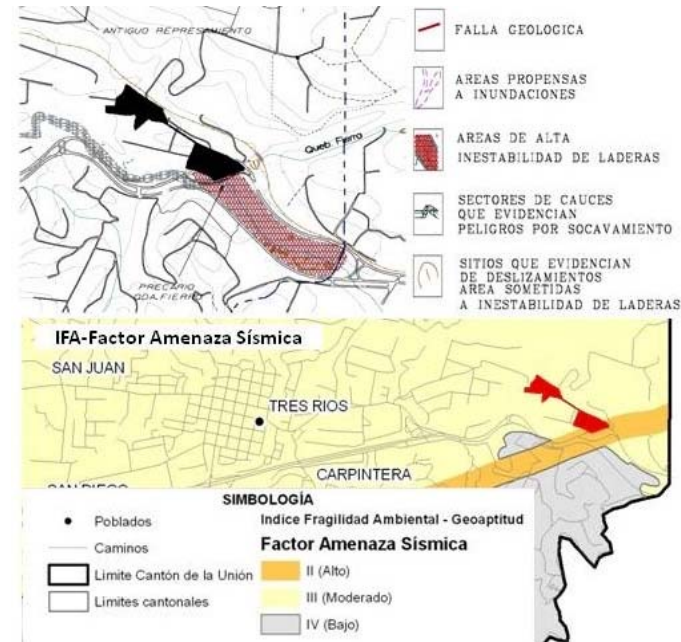 ANTIGUO REPRESAMIENTO
Queb. Fierro
PRECARIO
QDA. FIERRO
FALLA GEOLOGICA
AREAS PROPENSAS
A INUNDACIONES
AREAS DE ALTA
INESTABILIDAD DE LADERAS
SECTORES DE CAUCES
QUE EVIDENCIAN
PELIGROS POR SOCAVAMIENTO
SITIOS QUE EVIDENCIAN
DE DESLIZAMIENTOS
AREA SOMETIDAS
A INESTABILIDAD DE LADERAS
IFA-Factor Amenaza Sísmica
SAN JUAN
TRES RIOS
CARPINTERA
SAN DIEGO
SIMBOLOGÍA
Poblados
Caminos
Limite Cantón de la Unión
Limites cantonales
Indice Fragilidad Ambiental - Geoaptitud
Factor Amenaza Sísmica
II (Alto)
III (Moderado)
IV (Bajo)